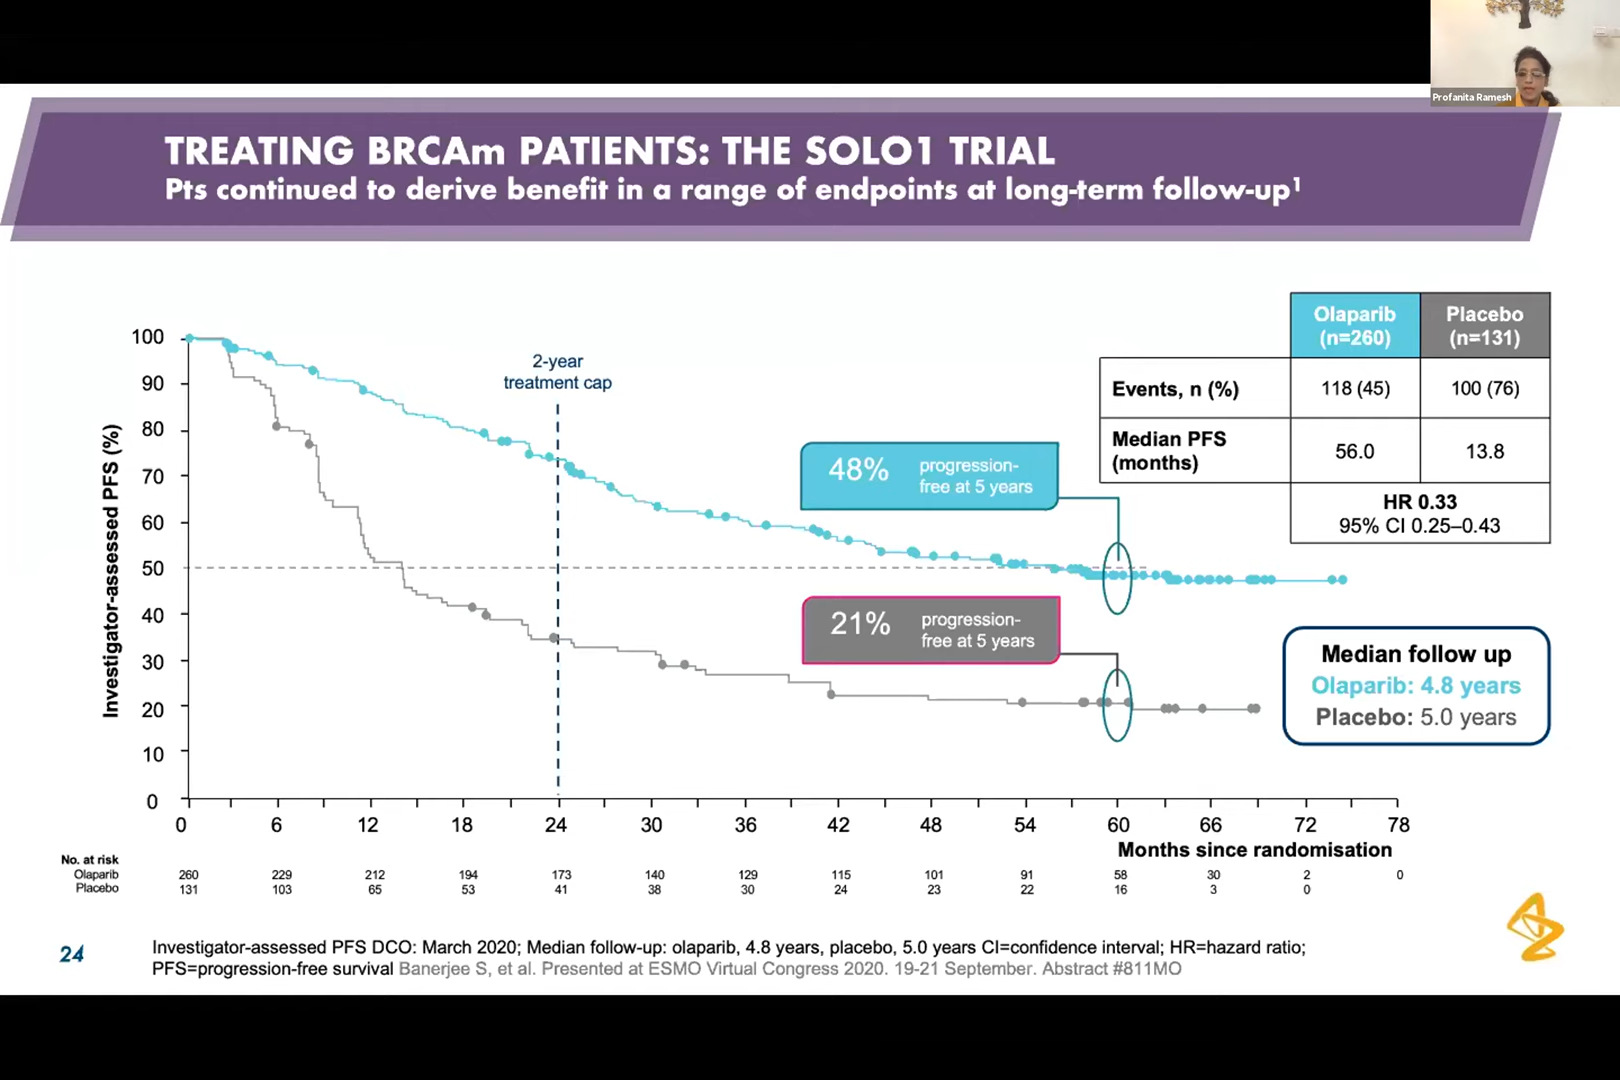 Profanita Ramesh
TREATING BRCAm PATIENTS: THE SOLO1 TRIAL
Pts continued to derive benefit in a range of endpoints at long-term follow-up¹
Olaparib
(n=260)
Placebo
(n=131)
Events, n (%)
118 (45)
100 (76)
Median PFS
(months)
56.0
13.8
HR 0.33
95% CI 0.25–0.43
2-year
treatment cap
48%
progression-
free at 5 years
21%
progression-
free at 5 years
Median follow up
Olaparib: 4.8 years
Placebo: 5.0 years
Investigator-assessed PFS (%)
100
90
80
70
60
50
40
30
20
10
0
0 6 12 18 24 30 36 42 48 54 60 66 72 78
Months since randomisation
No. at risk
Olaparib 260 229 212 194 173 140 129 115 101 91 58 30 2 0
Placebo 131 103 65 53 41 38 30 24 23 22 16 3 0
24
Investigator-assessed PFS DCO: March 2020; Median follow-up: olaparib, 4.8 years, placebo, 5.0 years CI=confidence interval; HR=hazard ratio;
PFS=progression-free survival Banerjee S, et al. Presented at ESMO Virtual Congress 2020. 19-21 September. Abstract #811MO